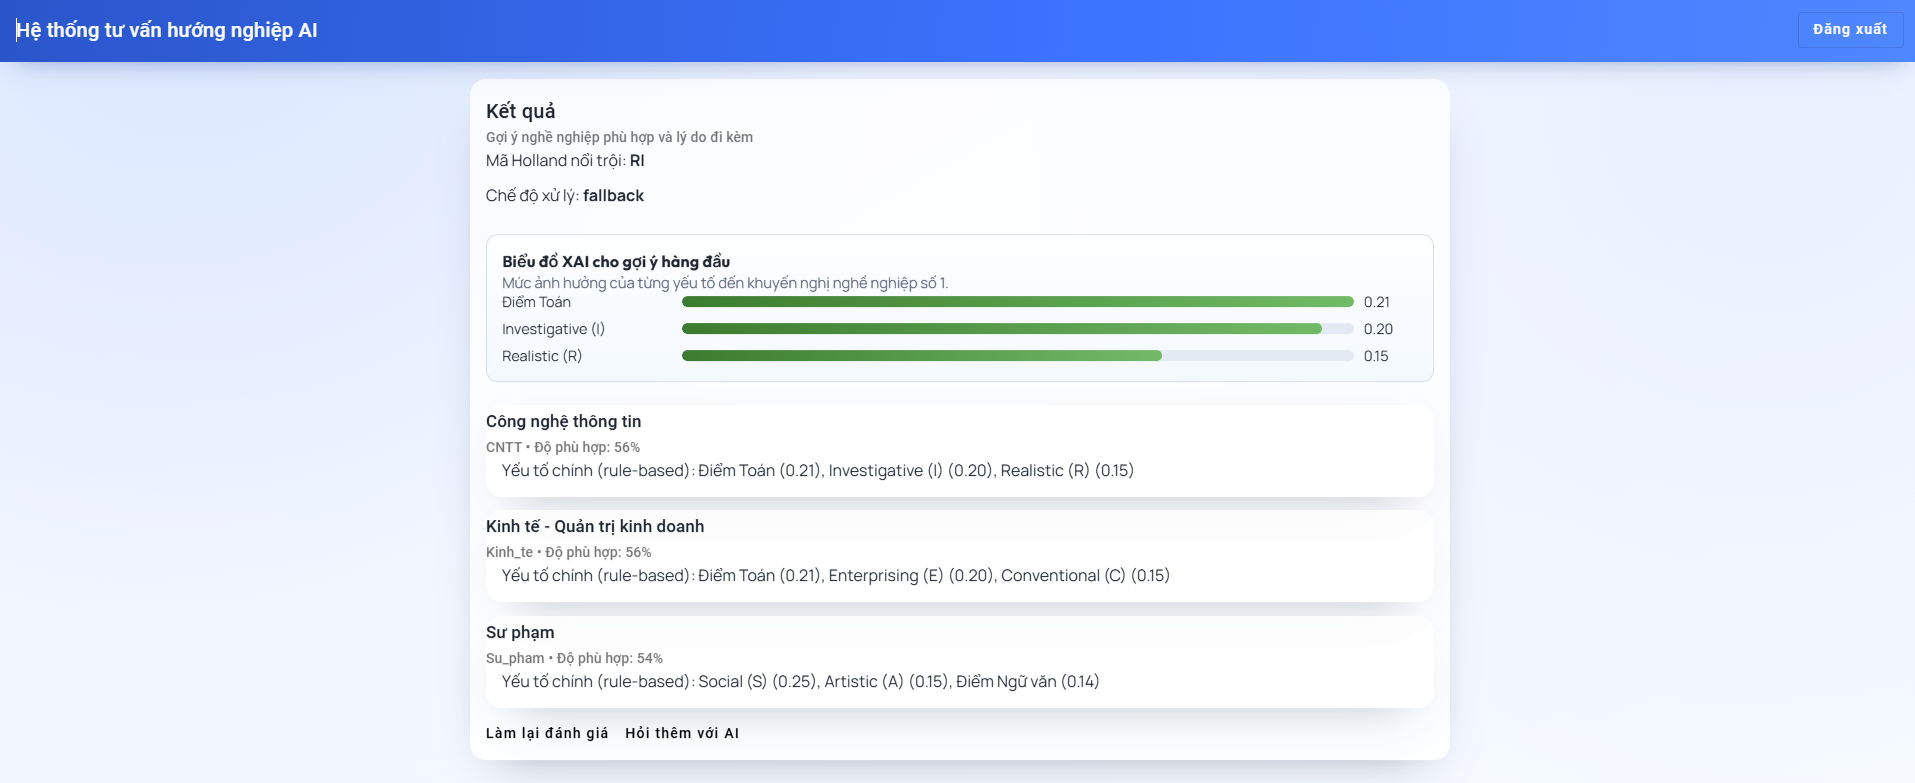 Hệ thống tư vấn hướng nghiệp AI
Đăng xuất
Kết quả
Gợi ý nghề nghiệp phù hợp và lý do đi kèm
Mã Holland nổi trội: RI
Chế độ xử lý: fallback
Biểu đồ XAI cho gợi ý hàng đầu
Mức ảnh hưởng của từng yếu tố đến khuyến nghị nghề nghiệp số 1.
Điểm Toán 0.21
Investigative (I) 0.20
Realistic (R) 0.15
Công nghệ thông tin
CNTT • Độ phù hợp: 56%
Yếu tố chính (rule-based): Điểm Toán (0.21), Investigative (I) (0.20), Realistic (R) (0.15)
Kinh tế - Quản trị kinh doanh
Kinh_te • Độ phù hợp: 56%
Yếu tố chính (rule-based): Điểm Toán (0.21), Enterprising (E) (0.20), Conventional (C) (0.15)
Sư phạm
Su_pham • Độ phù hợp: 54%
Yếu tố chính (rule-based): Social (S) (0.25), Artistic (A) (0.15), Điểm Ngữ văn (0.14)
Làm lại đánh giá Hỏi thêm với AI